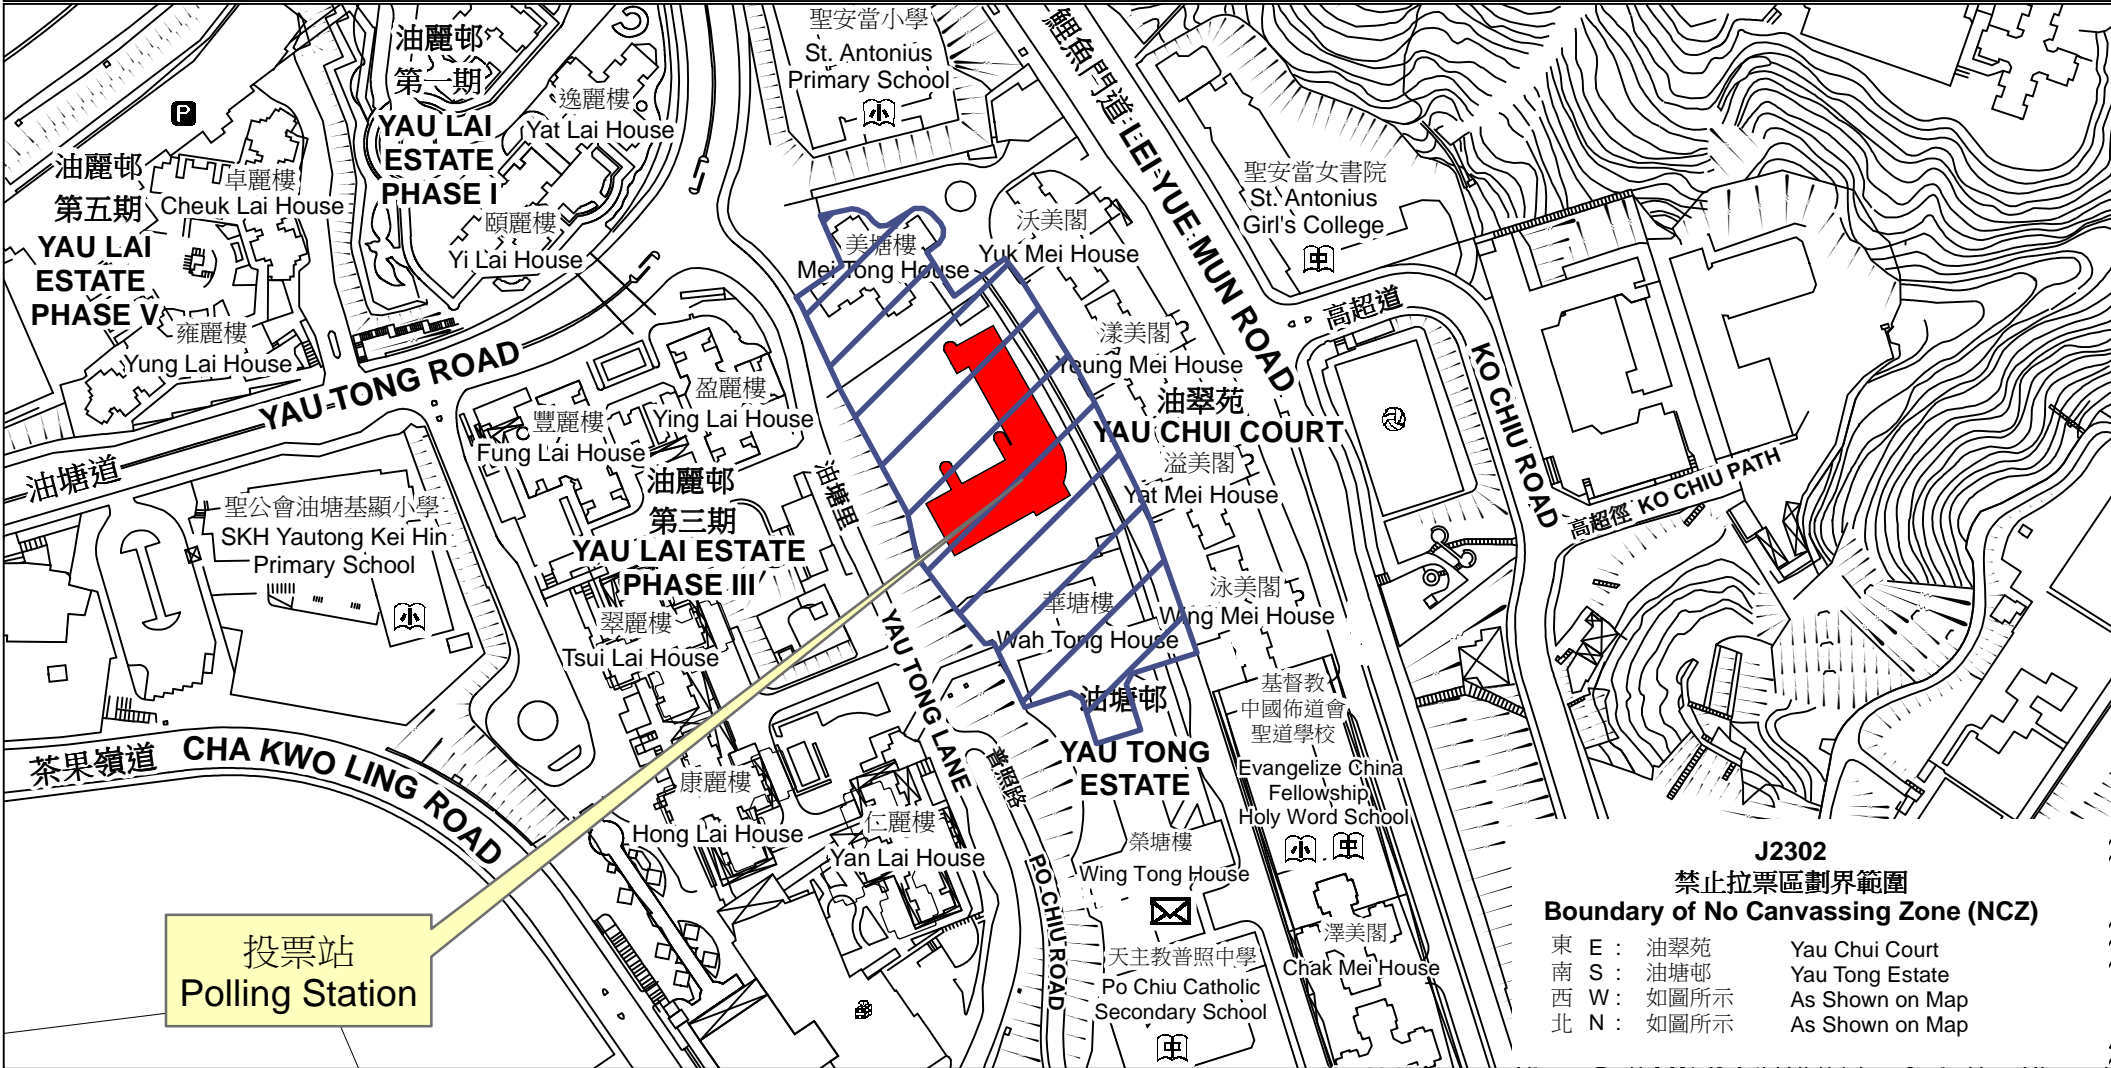 聖安當小學
St. Antonius
Primary School
小
鯉魚門道 LEI YUE MUN ROAD
油麗邨
第一期
YAU LAI
ESTATE
PHASE I
逸麗樓
Yat Lai House
P
油麗邨
第五期
YAU LAI
ESTATE
PHASE V
卓麗樓
Cheuk Lai House
頤麗樓
Yi Lai House
雍麗樓
Yung Lai House
美塘樓
Mei Tong House
沃美閣
Yuk Mei House
聖安當女書院
St. Antonius
Girl's College
中
高超道
KO CHIU ROAD
漾美閣
Yeung Mei House
油翠苑
YAU CHUI COURT
溢美閣
Yat Mei House
高超徑 KO CHIU PATH
油塘道
YAU TONG ROAD
盈麗樓
Ying Lai House
豐麗樓
Fung Lai House
油麗邨
第三期
YAU LAI ESTATE
PHASE III
油塘里
YAU TONG LANE
聖公會油塘基顯小學
SKH Yautong Kei Hin
Primary School
小
翠麗樓
Tsui Lai House
華塘樓
Wah Tong House
泳美閣
Wing Mei House
油塘邨
YAU TONG
ESTATE
基督教
中國佈道會
聖道學校
Evangelize China
Fellowship
Holy Word School
小 中
茶果嶺道 CHA KWO LING ROAD
康麗樓
Hong Lai House
仁麗樓
Yan Lai House
普照路
PO CHIU ROAD
榮塘樓
Wing Tong House
天主教普照中學
Po Chiu Catholic
Secondary School
中
澤美閣
Chak Mei House
投票站
Polling Station
J2302
禁止拉票區劃界範圍
Boundary of No Canvassing Zone (NCZ)
東 E : 油翠苑 Yau Chui Court
南 S : 油塘邨 Yau Tong Estate
西 W : 如圖所示 As Shown on Map
北 N : 如圖所示 As Shown on Map